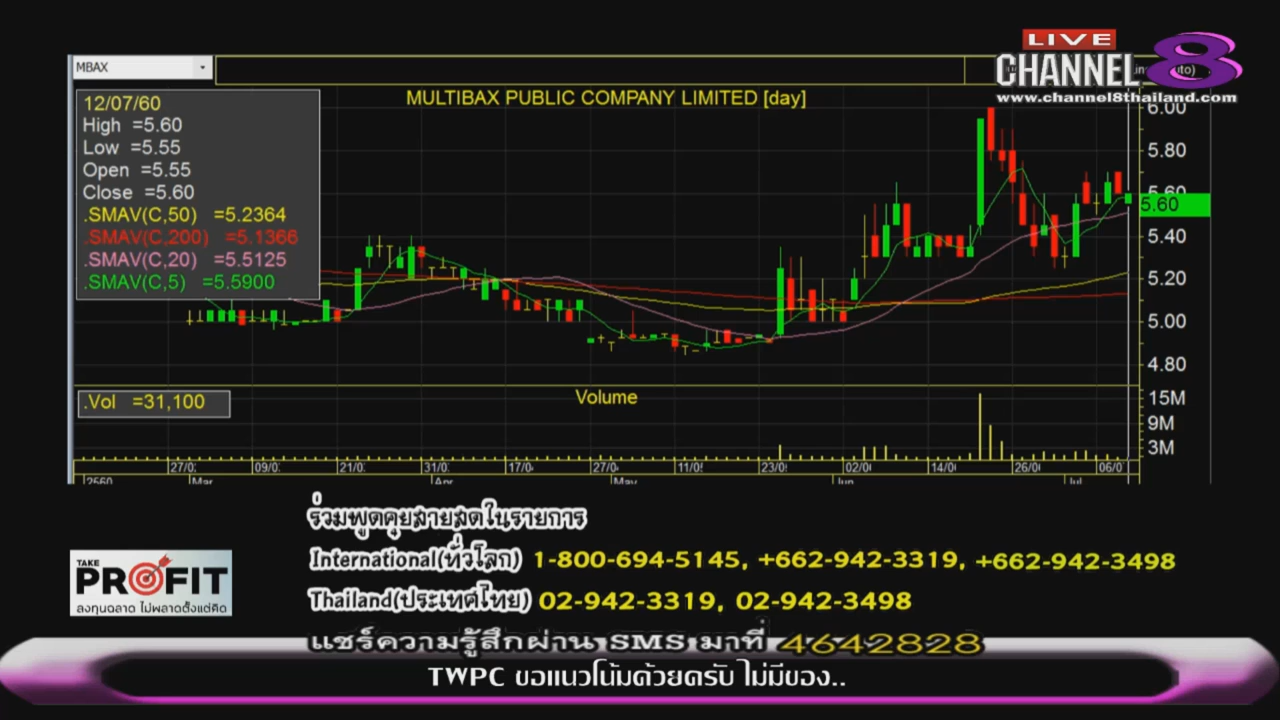 LIVE
CHANNEL 8
www.channel8thailand.com
MBAX
MULTIBAX PUBLIC COMPANY LIMITED [day]
12/07/60
High =5.60
Low =5.55
Open =5.55
Close =5.60
.SMAV(C,50) =5.2364
.SMAV(C,200) =5.1366
.SMAV(C,20) =5.5125
.SMAV(C,5) =5.5900
6.00
5.80
5.60
5.60
5.40
5.20
5.00
4.80
.Vol =31,100
Volume
15M
9M
3M
27/0 09/0 21/0 31/0 17/0 27/0 11/0 23/0 02/0 14/0 26/0 06/0
2560 Mar Apr May Jun Jul
ร่วมพูดคุยสายสดในรายการ
International(ทั่วโลก) 1-800-694-5145, +662-942-3319, +662-942-3498
Thailand(ประเทศไทย) 02-942-3319, 02-942-3498
แชร์ความรู้สึกผ่าน SMS มาที่ 4642828
TAKE
PROFIT
ลงทุนฉลาด ไม่พลาดตั้งแต่คิด
TWPC ขอแนวโน้มด้วยครับ ไม่มีของ..